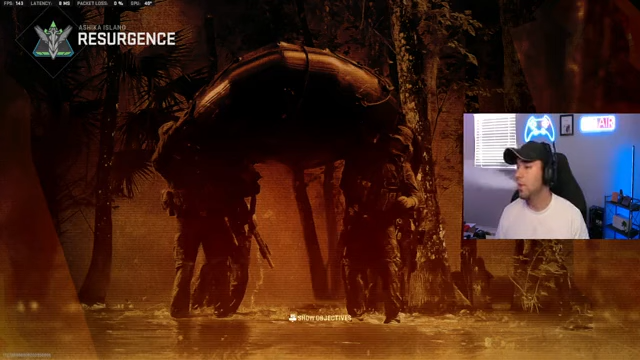 FPS: 143 LATENCY: 8 MS PACKET LOSS: 0 % GPU: 40°
ASHIKA ISLAND
RESURGENCE
AIR
SHOW OBJECTIVES